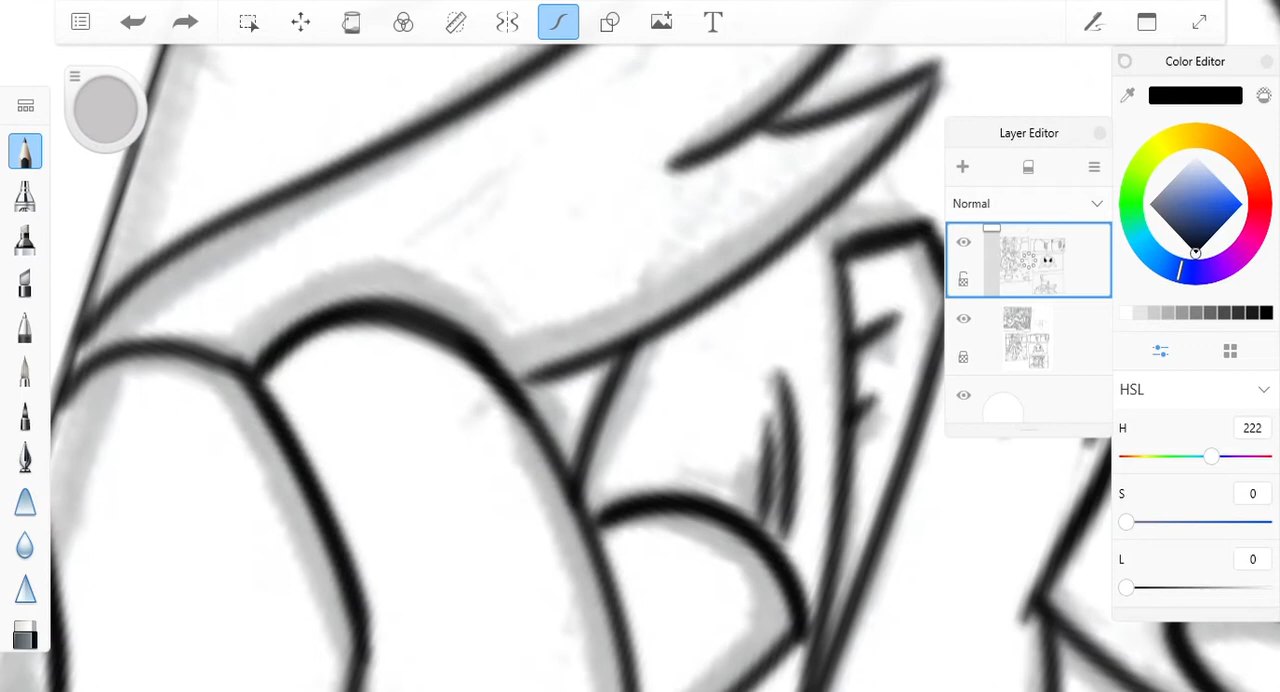 T
Color Editor
Layer Editor
Normal
HSL
H 222
S 0
L 0